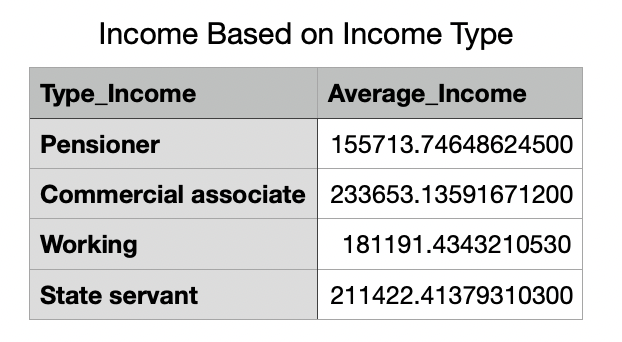 Income Based on Income Type
Type_Income Average_Income
Pensioner 155713.74648624500
Commercial associate 233653.13591671200
Working 181191.4343210530
State servant 211422.41379310300